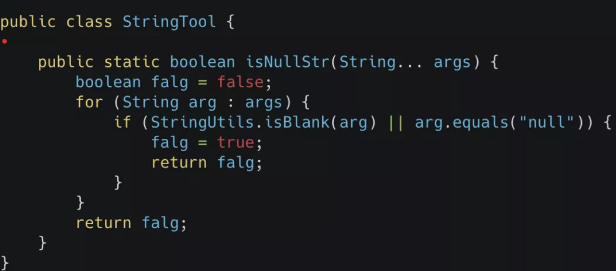 public class StringTool {
    public static boolean isNullStr(String... args) {
        boolean falg = false;
        for (String arg : args) {
            if (StringUtils.isBlank(arg) || arg.equals("null")) {
                falg = true;
                return falg;
            }
        }
        return falg;
    }
}